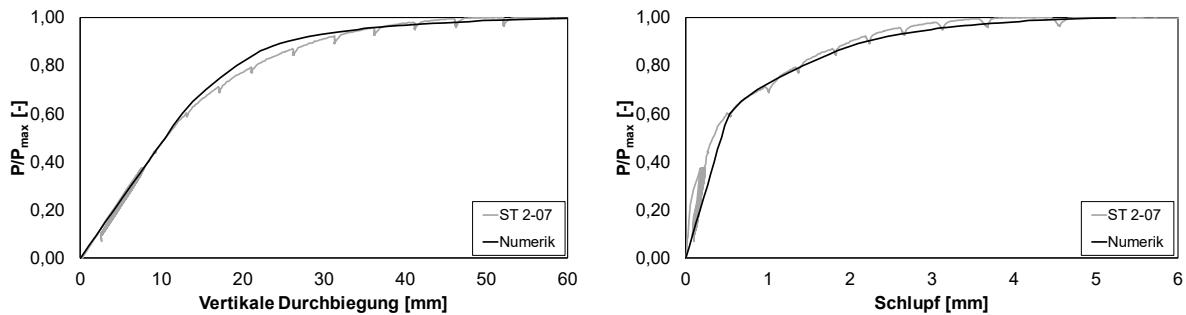 1,00
0,80
0,60
0,40
0,20
0,00
P/Pmax [-]
0 10 20 30 40 50 60
Vertikale Durchbiegung [mm]
ST 2-07
Numerik
1,00
0,80
0,60
0,40
0,20
0,00
P/Pmax [-]
0 1 2 3 4 5 6
Schlupf [mm]
ST 2-07
Numerik